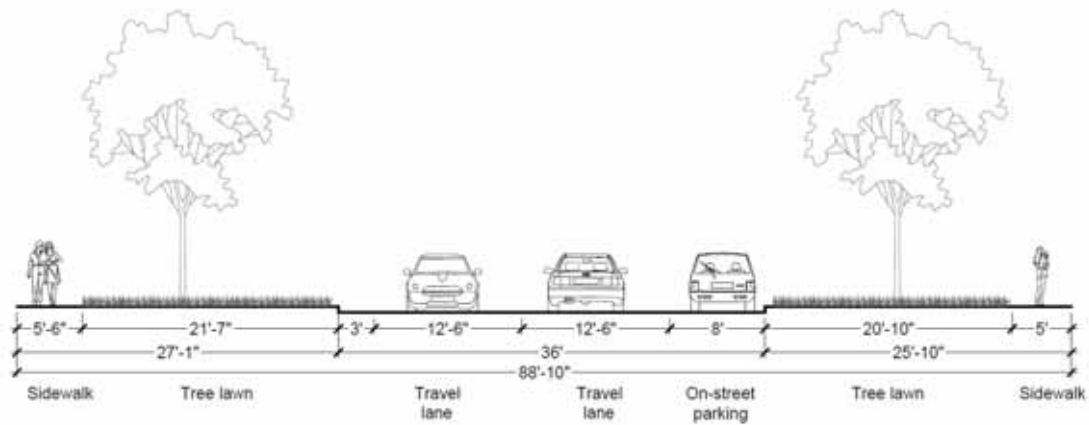 5'-6" 21'-7" 3' 12'-6" 12'-6" 8' 20'-10" 5'
27'-1" 36' 25'-10"
88'-10"
Sidewalk Tree lawn Travel lane Travel lane On-street parking Tree lawn Sidewalk